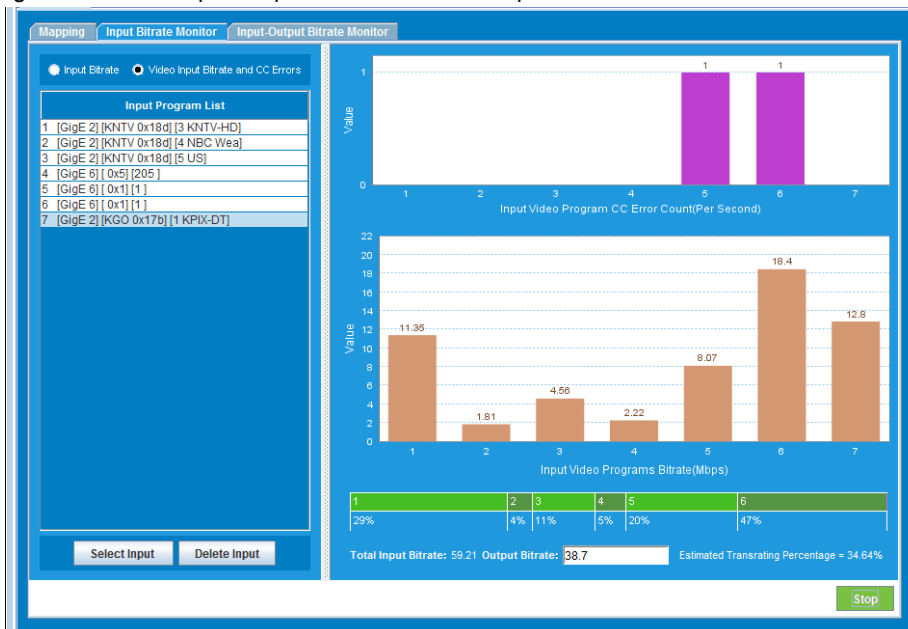 Mapping Input Bitrate Monitor Input-Output Bitrate Monitor
Input Bitrate Video Input Bitrate and CC Errors
Input Program List
1 [GigE 2] [KNTV 0x18d] [3 KNTV-HD]
2 [GigE 2] [KNTV 0x18d] [4 NBC Wea]
3 [GigE 2] [KNTV 0x18d] [5 US]
4 [GigE 6] [ 0x5] [205 ]
5 [GigE 6] [ 0x1] [1 ]
6 [GigE 6] [ 0x1] [1 ]
7 [GigE 2] [KGO 0x17b] [1 KPIX-DT]
Select Input Delete Input
1 1
1
Value
0
1 2 3 4 5 6 7
Input Video Program CC Error Count(Per Second)
22
20
18
16
14
12
10
8
6
4
2
0
Value
11.35 1.81 4.56 2.22 8.07 18.4 12.8
1 2 3 4 5 6 7
Input Video Programs Bitrate(Mbps)
1 2 3 4 5 6
29% 4% 11% 5% 20% 47%
Total Input Bitrate: 59.21 Output Bitrate: 38.7 Estimated Transrating Percentage = 34.64%
Stop